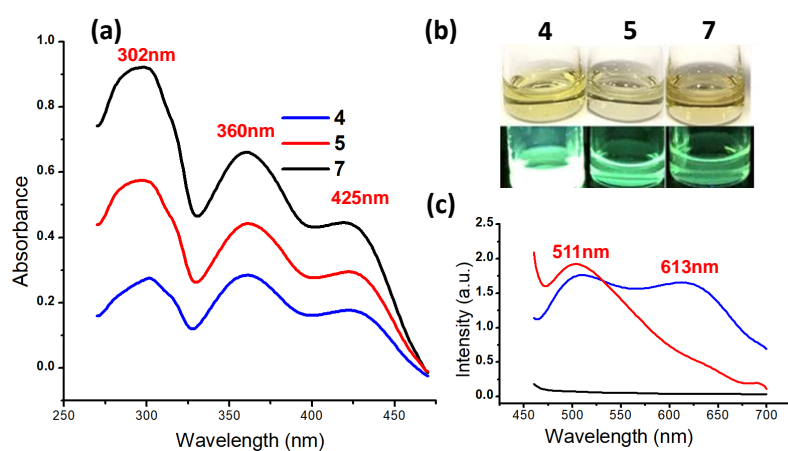 (a)
302nm
360nm
425nm
4
5
7
1.0
0.8
0.6
0.4
0.2
0.0
Absorbance
250
300
350
400
450
Wavelength (nm)
(b)
4 5 7
(c)
511nm
613nm
2.5
2.0
1.5
1.0
0.5
0.0
Intensity (a.u.)
450
500
550
600
650
700
Wavelength (nm)